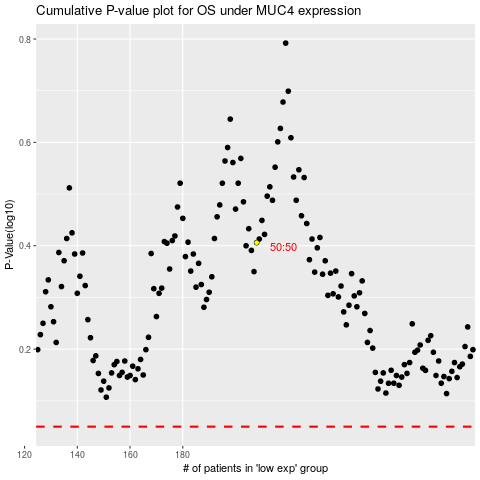 Cumulative P-value plot for OS under MUC4 expression
P-Value(log10)
0.8
0.6
0.4
0.2
50:50
120 140 160 180
# of patients in 'low exp' group